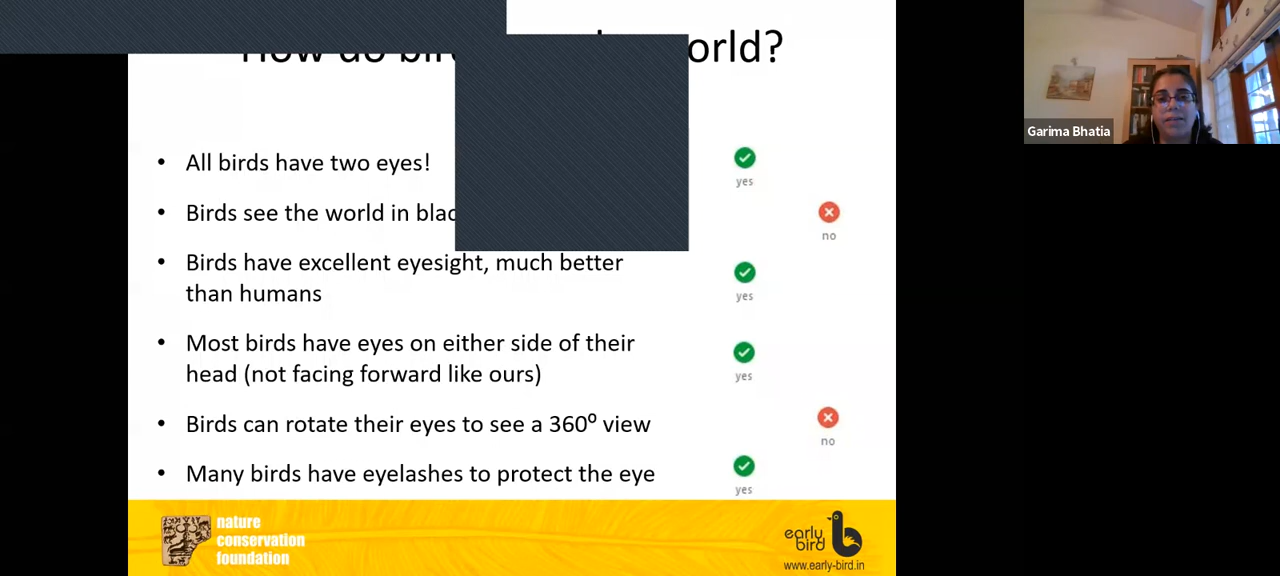 How do bir orld?
• All birds have two eyes!
yes
• Birds see the world in blac
no
• Birds have excellent eyesight, much better
than humans
yes
• Most birds have eyes on either side of their
head (not facing forward like ours)
yes
• Birds can rotate their eyes to see a 360⁰ view
no
• Many birds have eyelashes to protect the eye
yes
nature
conservation
foundation
early
bird
www.early-bird.in
Garima Bhatia